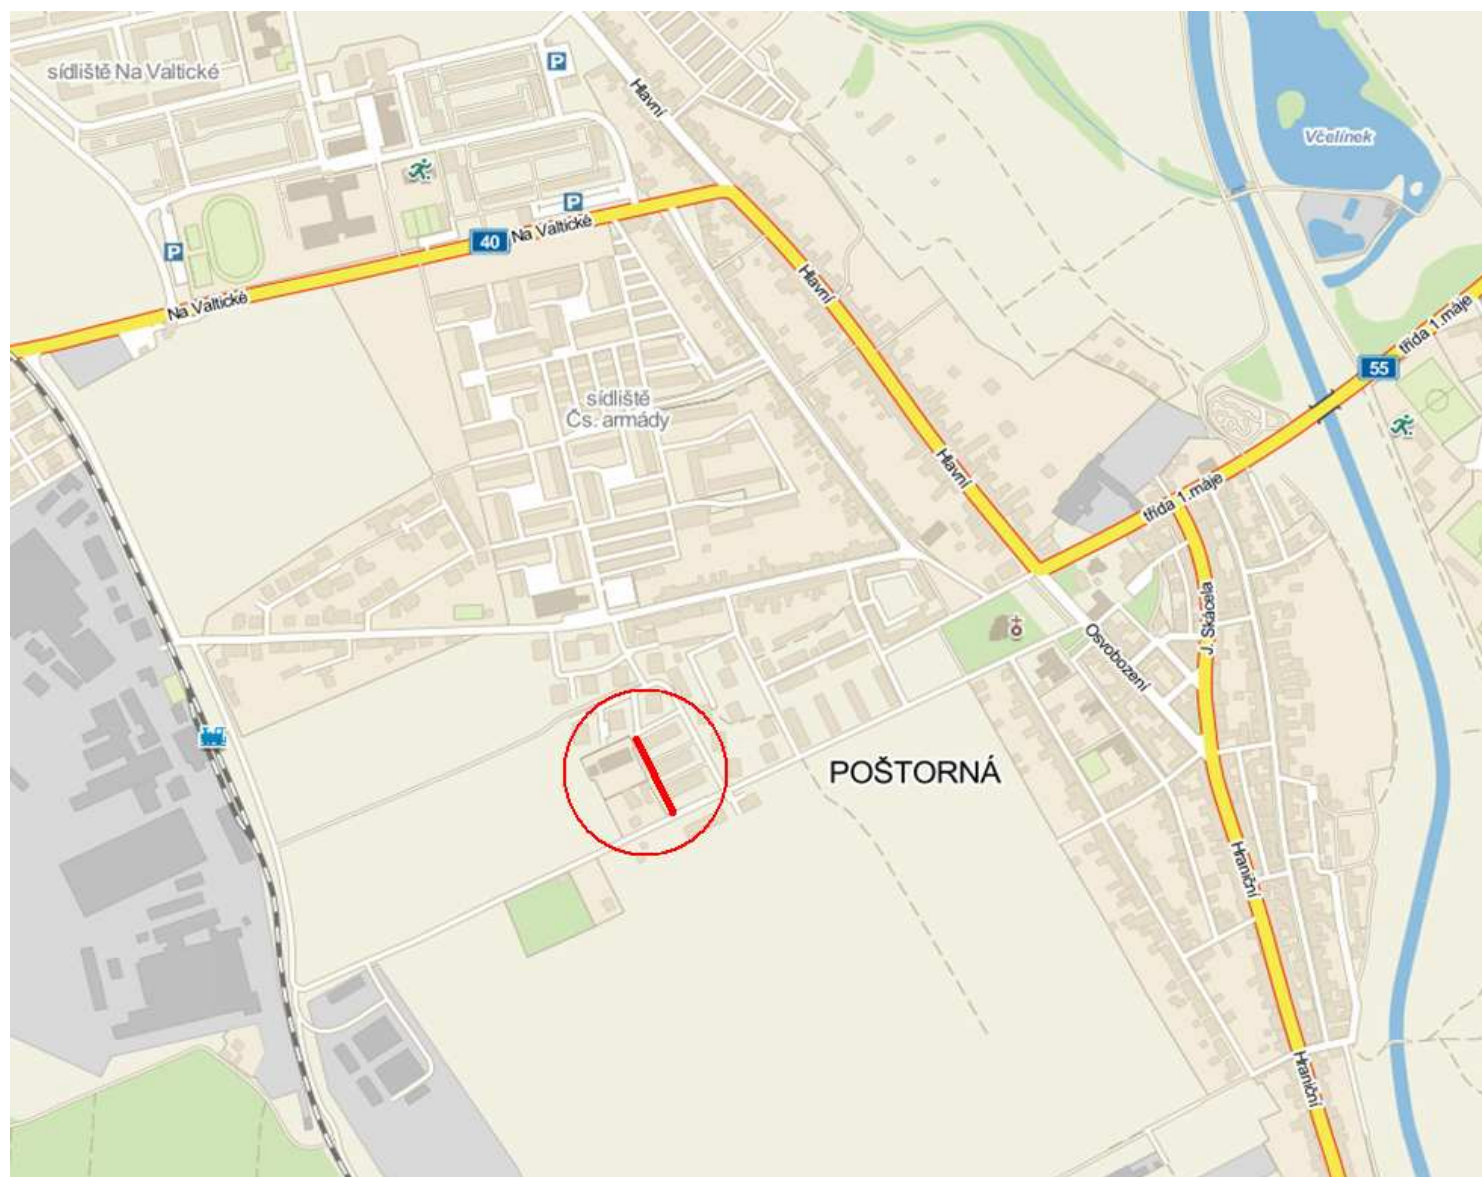 sídliště Na Valtické
P
Hlavní
Včelínek
P
40
Na Valtické
P
Na Valtické
Hlavní
třída 1.máje
55
sídliště
Čs. armády
Hlavní
třída 1.máje
J. Skácela
Osvobození
POŠTORNÁ
Hraniční
Hraniční